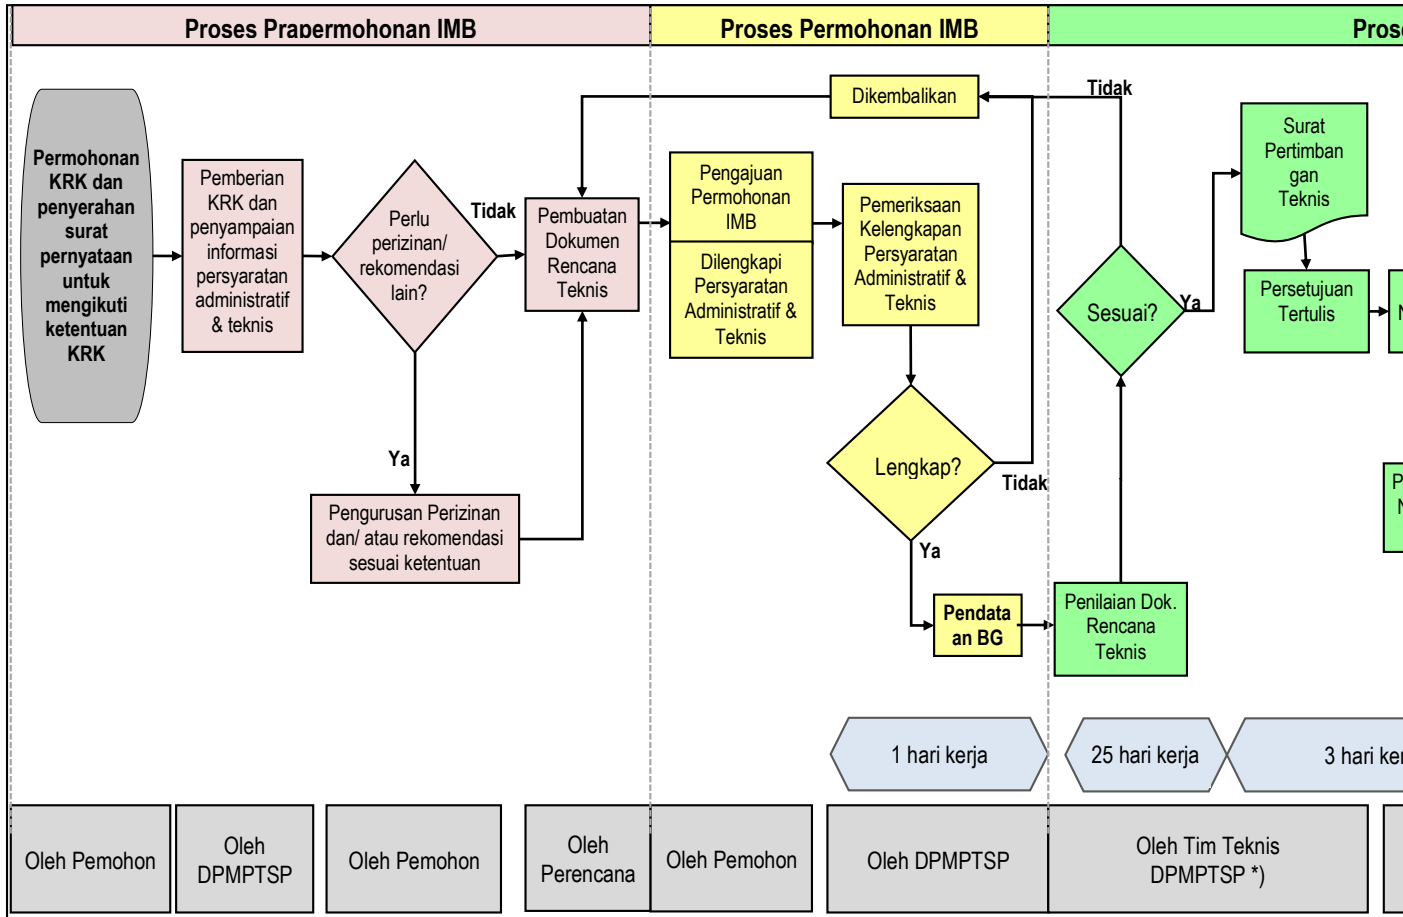 Proses Prapermohonan IMB
Proses Permohonan IMB
Permohonan
KRK dan
penyerahan
surat
pernyataan
untuk
mengikuti
ketentuan
KRK
Pemberian
KRK dan
penyampaian
informasi
persyaratan
administratif
& teknis
Perlu
perizinan/
rekomendasi
lain?
Tidak
Ya
Pengurusan Perizinan
dan/ atau rekomendasi
sesuai ketentuan
Pembuatan
Dokumen
Rencana
Teknis
Dikembalikan
Pengajuan
Permohonan
IMB
Dilengkapi
Persyaratan
Administratif &
Teknis
Pemeriksaan
Kelengkapan
Persyaratan
Administratif &
Teknis
Lengkap?
Tidak
Ya
Pendata
an BG
Penilaian Dok.
Rencana
Teknis
Sesuai?
Tidak
Ya
Surat
Pertimban
gan
Teknis
Persetujuan
Tertulis
1 hari kerja
25 hari kerja
3 hari
Oleh Pemohon
Oleh
DPMPTSP
Oleh Pemohon
Oleh
Perencana
Oleh Pemohon
Oleh DPMPTSP
Oleh Tim Teknis
DPMPTSP *)